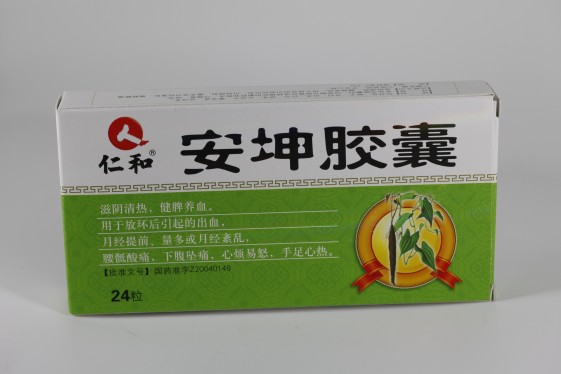 仁和®
安坤胶囊
滋阴清热、健脾养血。
用于放环后引起的出血，
月经提前、量多或月经紊乱，
腰骶酸痛、下腹坠痛、心烦易怒、手足心热。
【批准文号】国药准字Z20040148
24粒